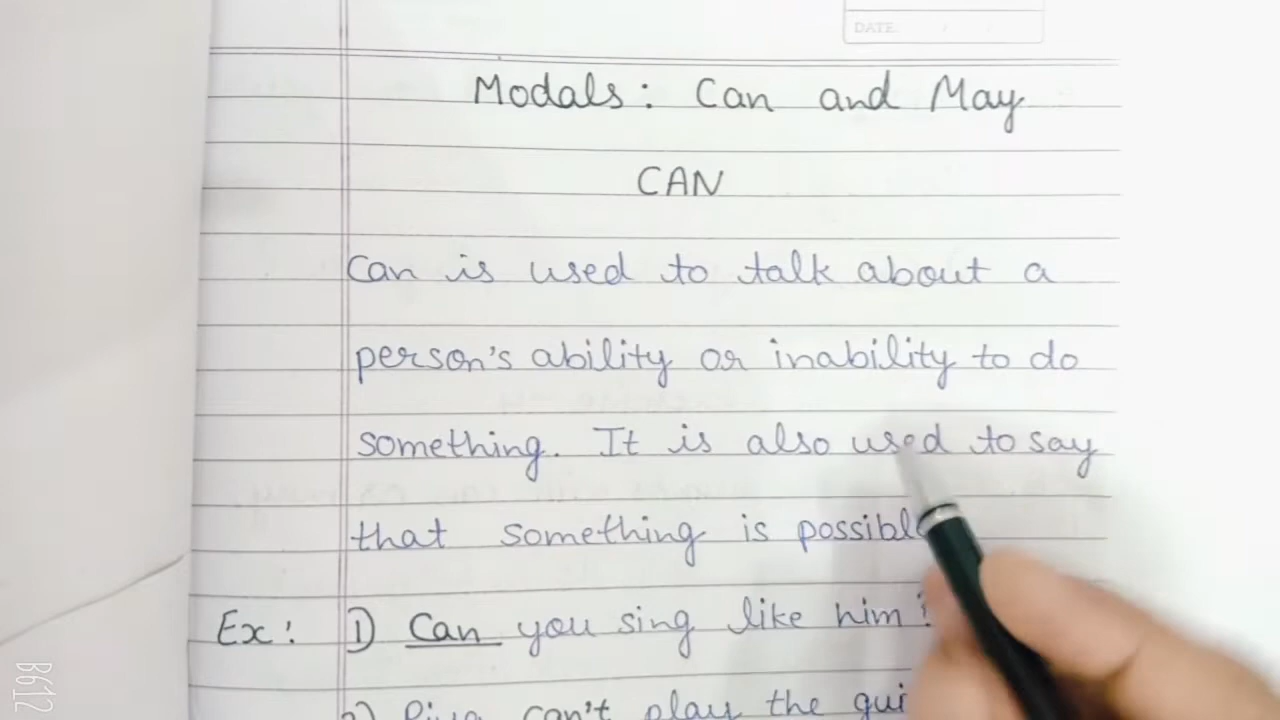 DATE
Modals: Can and May
CAN
Can is used to talk about a
person's ability or inability to do
something. It is also used to say
that something is possible
Ex: 1) Can you sing like him?
can't play the
B612